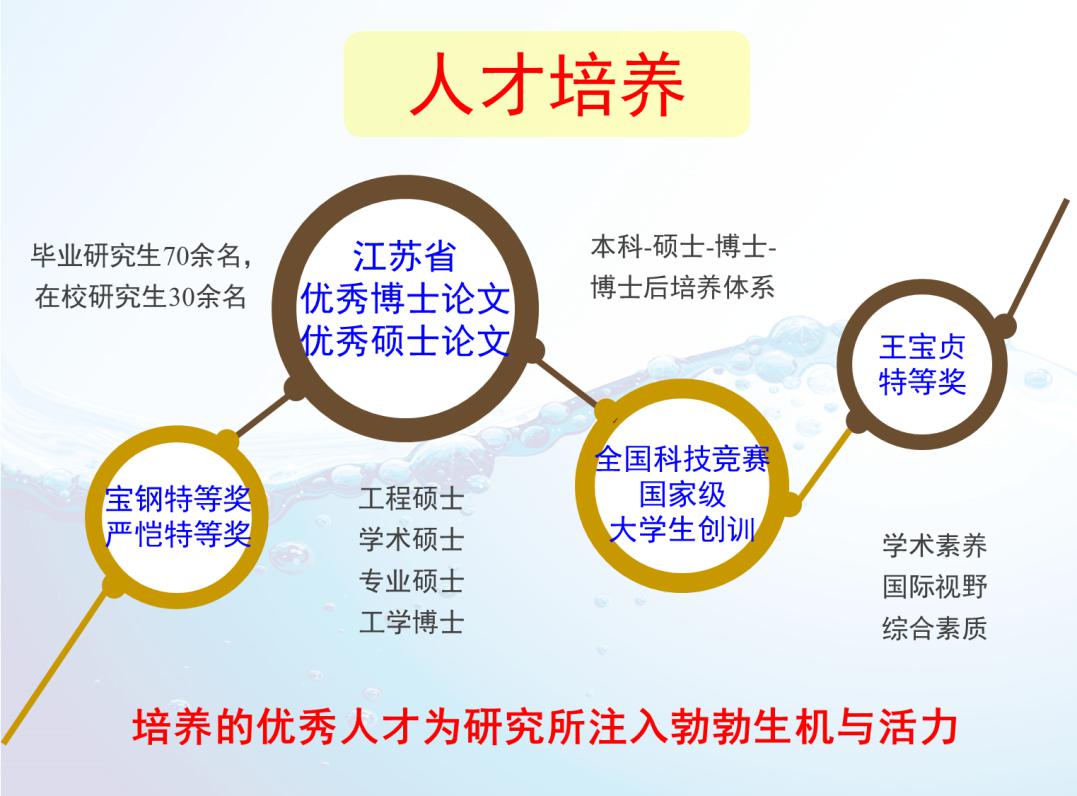 人才培养
毕业研究生70余名，
在校研究生30余名
江苏省
优秀博士论文
优秀硕士论文
本科-硕士-博士-
博士后培养体系
王宝贞
特等奖
宝钢特等奖
严恺特等奖
工程硕士
学术硕士
专业硕士
工学博士
全国科技竞赛
国家级
大学生创训
学术素养
国际视野
综合素质
培养的优秀人才为研究所注入勃勃生机与活力